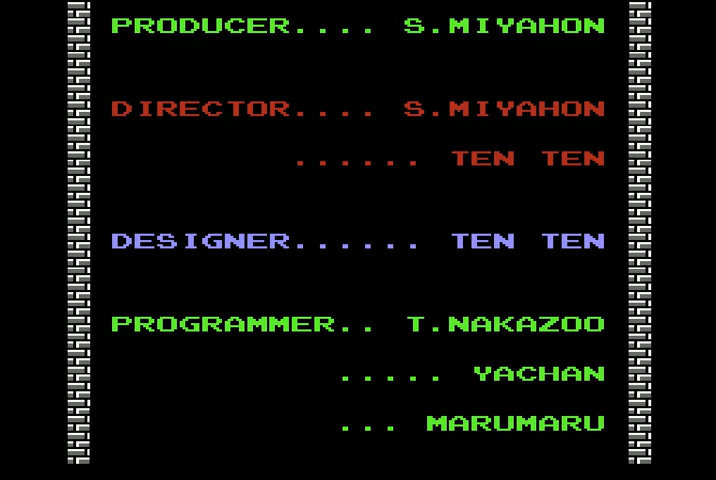 PRODUCER.... S.MIYAHON
DIRECTOR.... S.MIYAHON
...... TEN TEN
DESIGNER...... TEN TEN
PROGRAMMER.. T.NAKAZOO
..... YACHAN
... MARUMARU